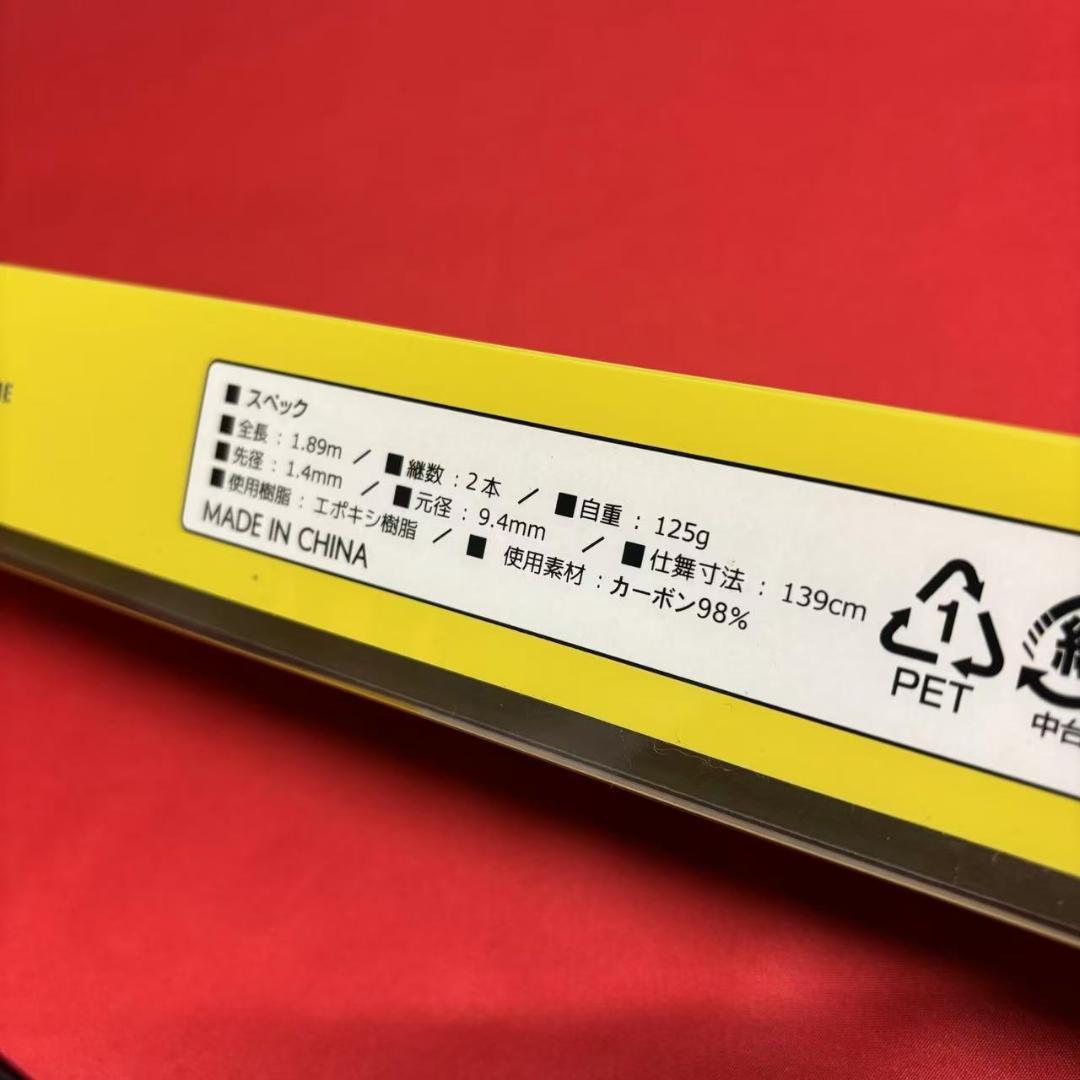 ■スペック
■全長：1.89m ／ ■継数：2本 ／ ■自重：125g
■先径：1.4mm ／ ■元径：9.4mm ／ ■仕舞寸法：139cm
■使用樹脂：エポキシ樹脂 ／ ■ 使用素材：カーボン98%
MADE IN CHINA
1
PET
中台